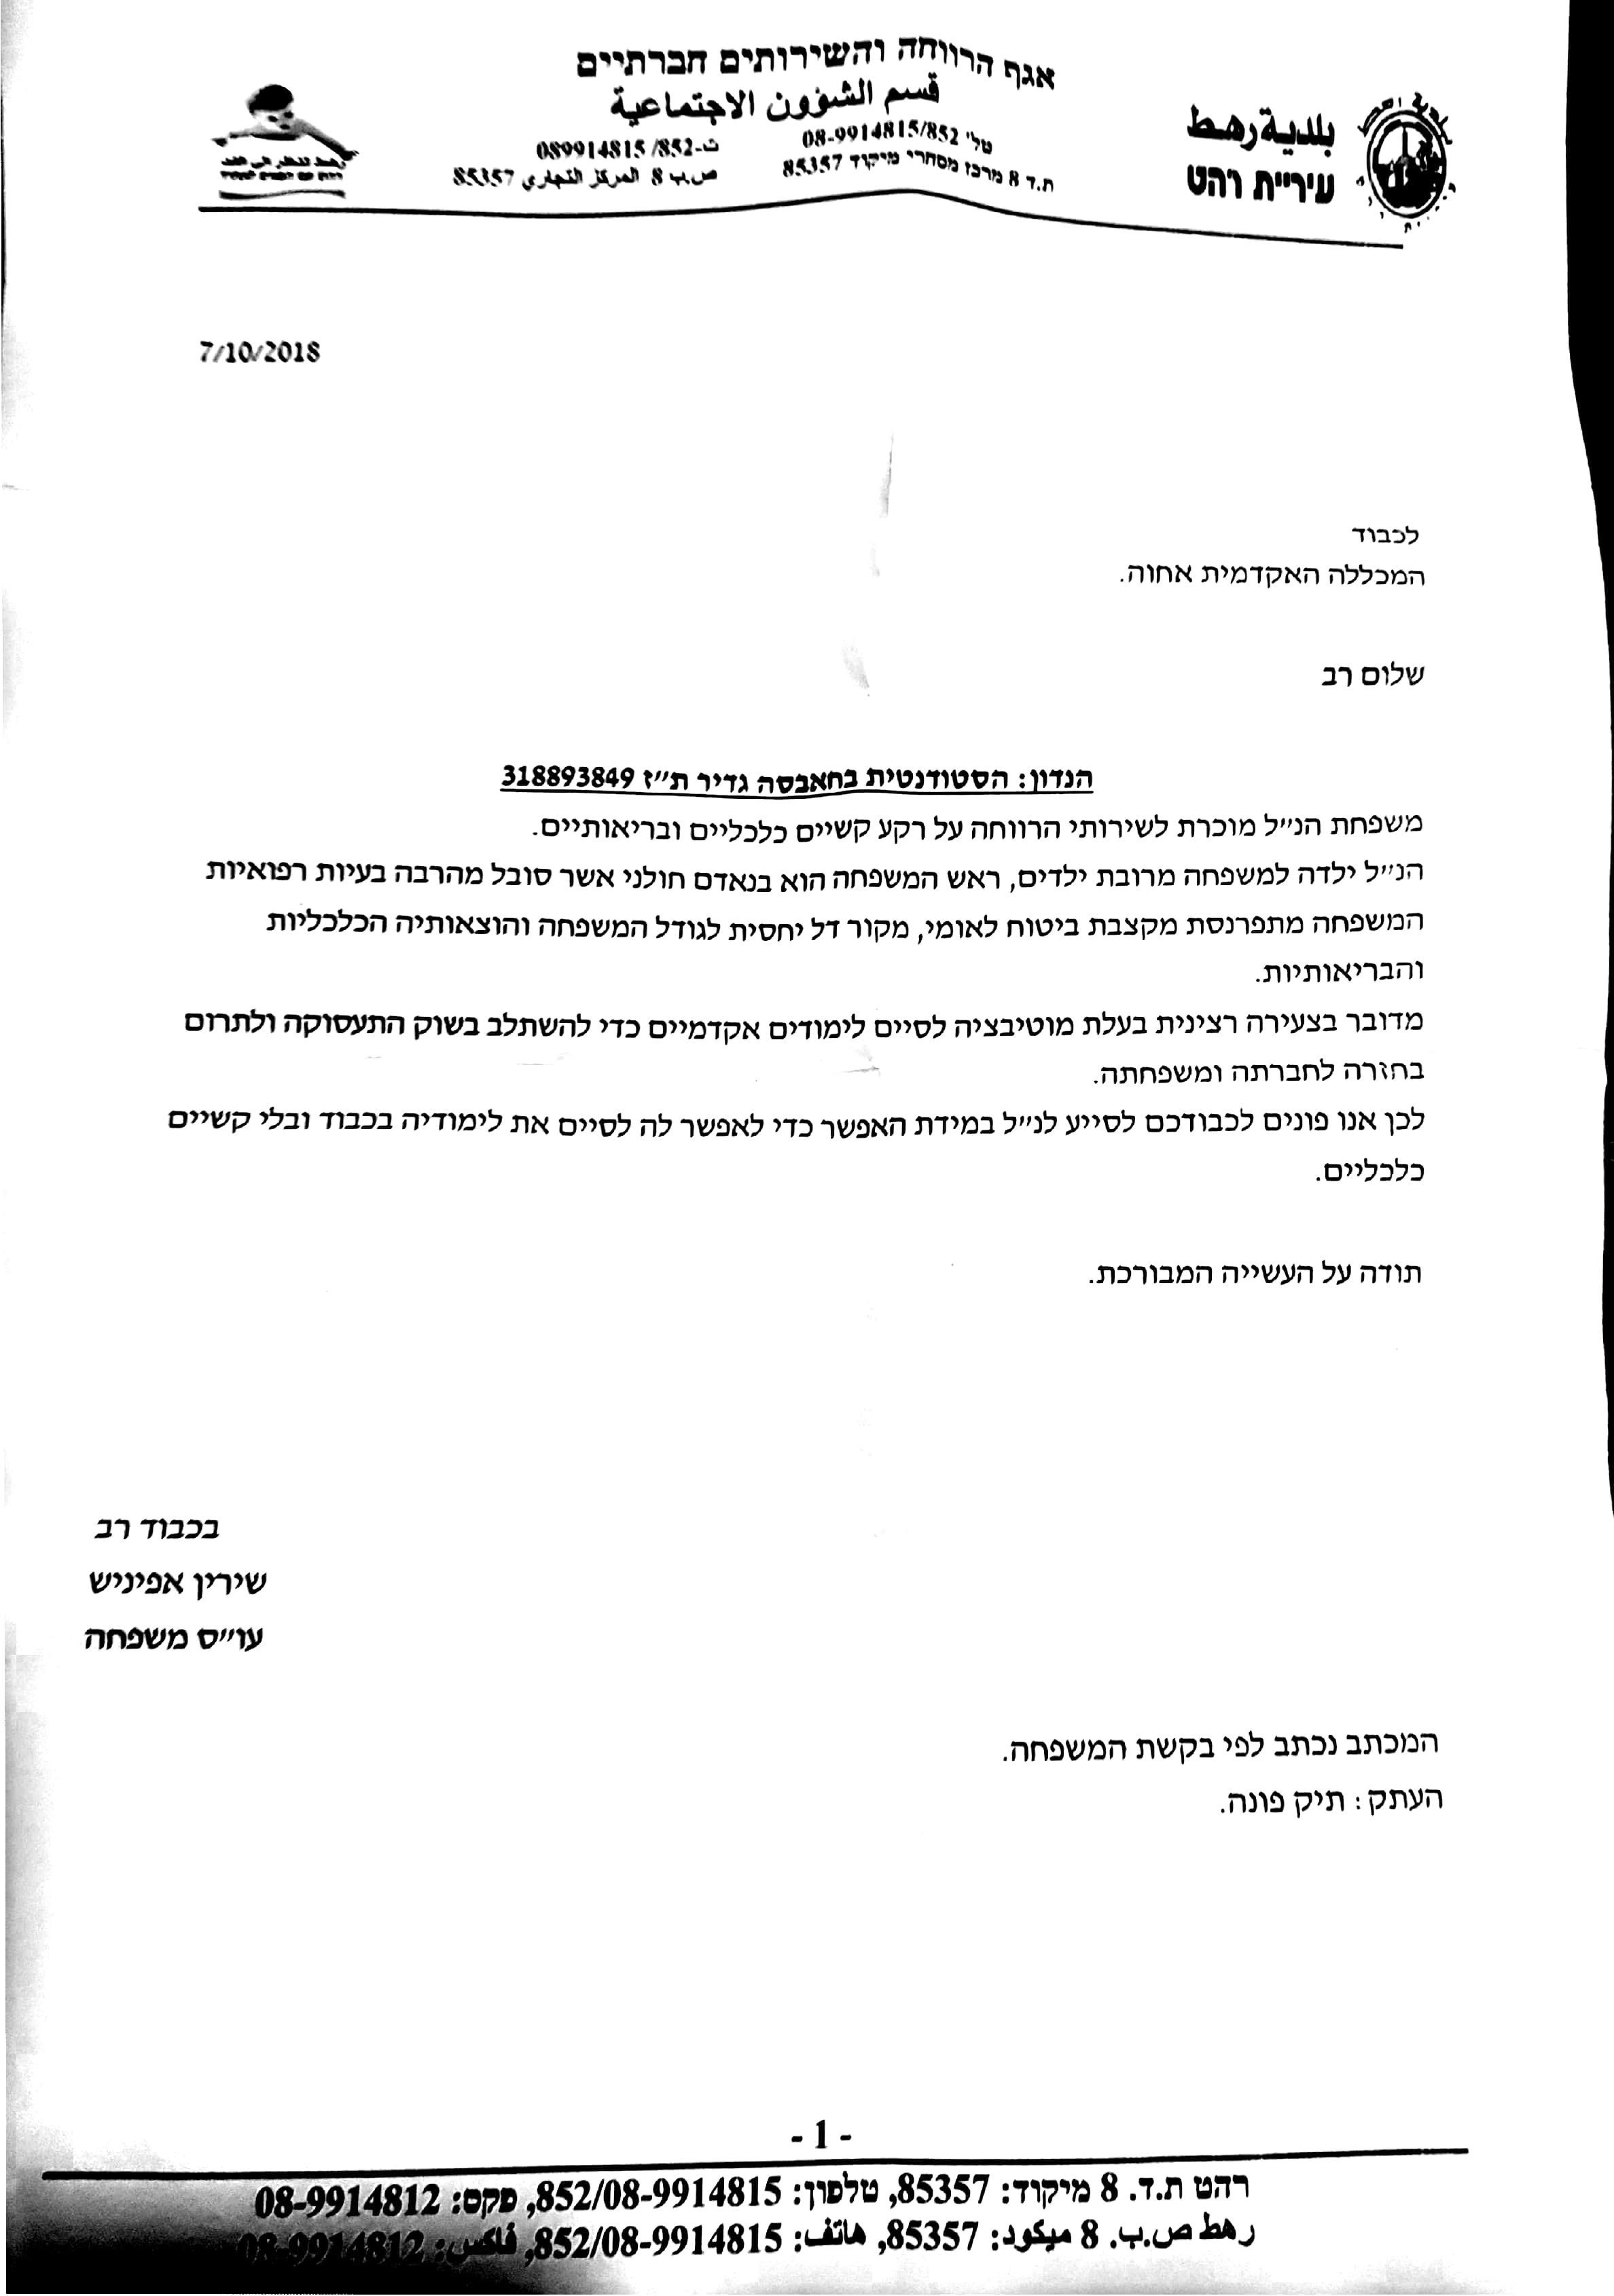 אגף הרווחה והשירותים חברתיים
قسم الشؤون الاجتماعية
بلدية رهط
עיריית רהט
טלי 08-9914815/852
ת.ד 8 מרכז מסחרי מיקוד 85357
ت-852/ 089914815
ص.ب 8 المركز التجاري 85357
7/10/2018
לכבוד
המכללה האקדמית אחוה.
שלום רב
הנדון: הסטודנטית בחאבסה גדיר ת״ז 318893849
משפחת הנ״ל מוכרת לשירותי הרווחה על רקע קשיים כלכליים ובריאותיים.
הנ״ל ילדה למשפחה מרובת ילדים, ראש המשפחה הוא בנאדם חולני אשר סובל מהרבה בעיות רפואיות
המשפחה מתפרנסת מקצבת ביטוח לאומי, מקור דל יחסית לגודל המשפחה והוצאותיה הכלכליות
והבריאותיות.
מדובר בצעירה רצינית בעלת מוטיבציה לסיים לימודים אקדמיים כדי להשתלב בשוק התעסוקה ולתרום
בחזרה לחברתה ומשפחתה.
לכן אנו פונים לכבודכם לסייע לנ״ל במידת האפשר כדי לאפשר לה לסיים את לימודיה בכבוד ובלי קשיים
כלכליים.
תודה על העשייה המבורכת.
בכבוד רב
שירין אפיניש
עו״ס משפחה
המכתב נכתב לפי בקשת המשפחה.
העתק: תיק פונה.
- 1 -
רהט ת.ד. 8 מיקוד: 85357, טלפון: 852/08-9914815, פקס: 08-9914812
رهط ص.ب. 8 ميكود: 85357, هاتف: 852/08-9914815, فاكس: 08-9914812